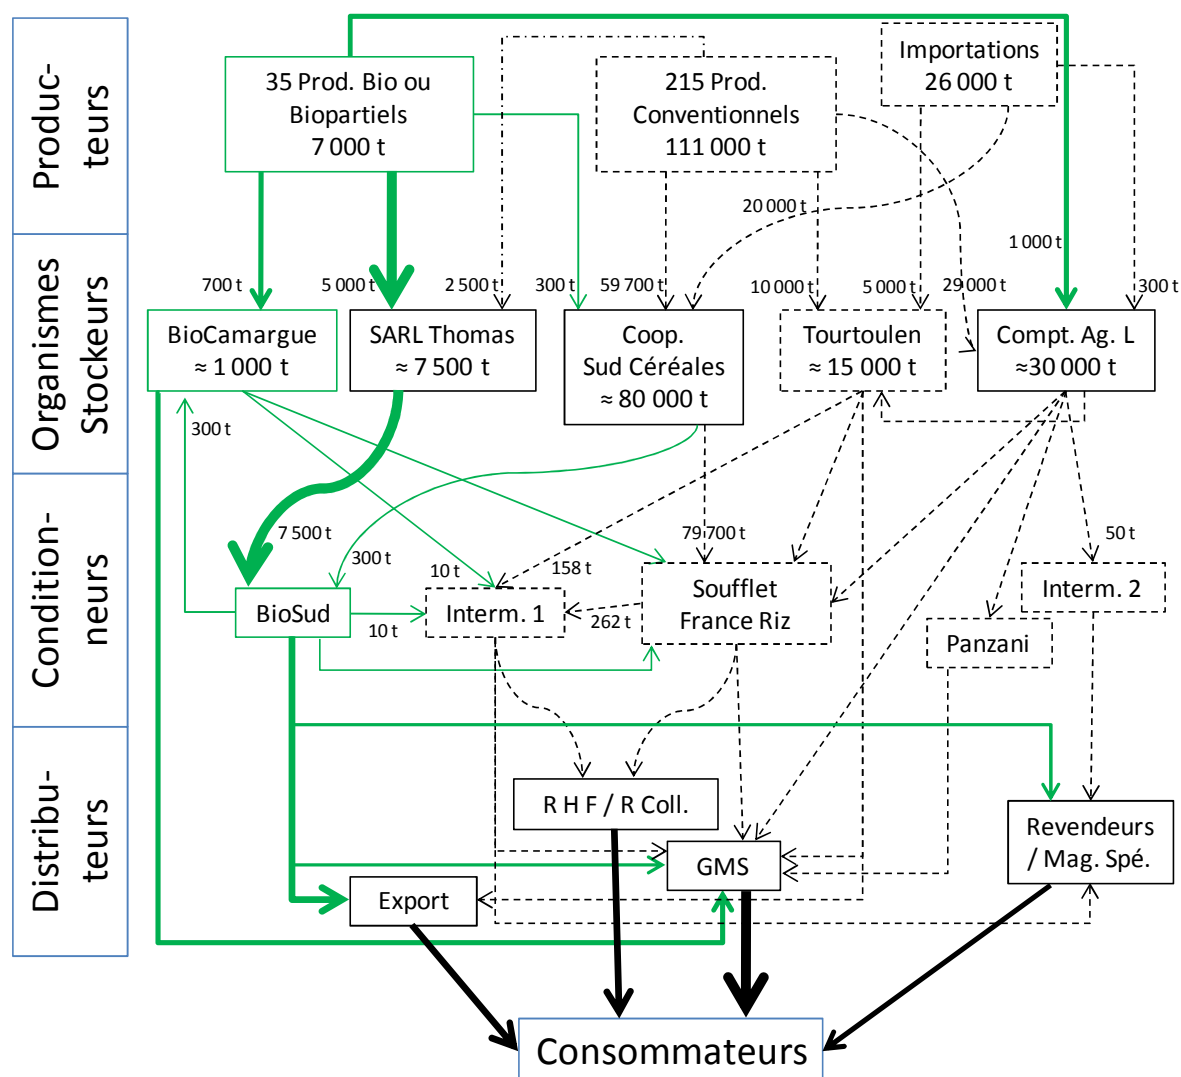 Produc-
teurs
35 Prod. Bio ou
Biopartiels
7 000 t
215 Prod.
Conventionnels
111 000 t
Importations
26 000 t
20 000 t
1 000 t
Organismes
Stockeurs
700 t
5 000 t
2 500 t
300 t
59 700 t
10 000 t
5 000 t
29 000 t
300 t
BioCamargue
≈ 1 000 t
SARL Thomas
≈ 7 500 t
Coop.
Sud Céréales
≈ 80 000 t
Tourtoulen
≈ 15 000 t
Compt. Ag. L
≈30 000 t
300 t
Condition-
neurs
7 500 t
300 t
10 t
158 t
79 700 t
50 t
BioSud
10 t
Interm. 1
262 t
Soufflet
France Riz
Interm. 2
Panzani
Distribu-
teurs
R H F / R Coll.
GMS
Export
Revendeurs
/ Mag. Spé.
Consommateurs